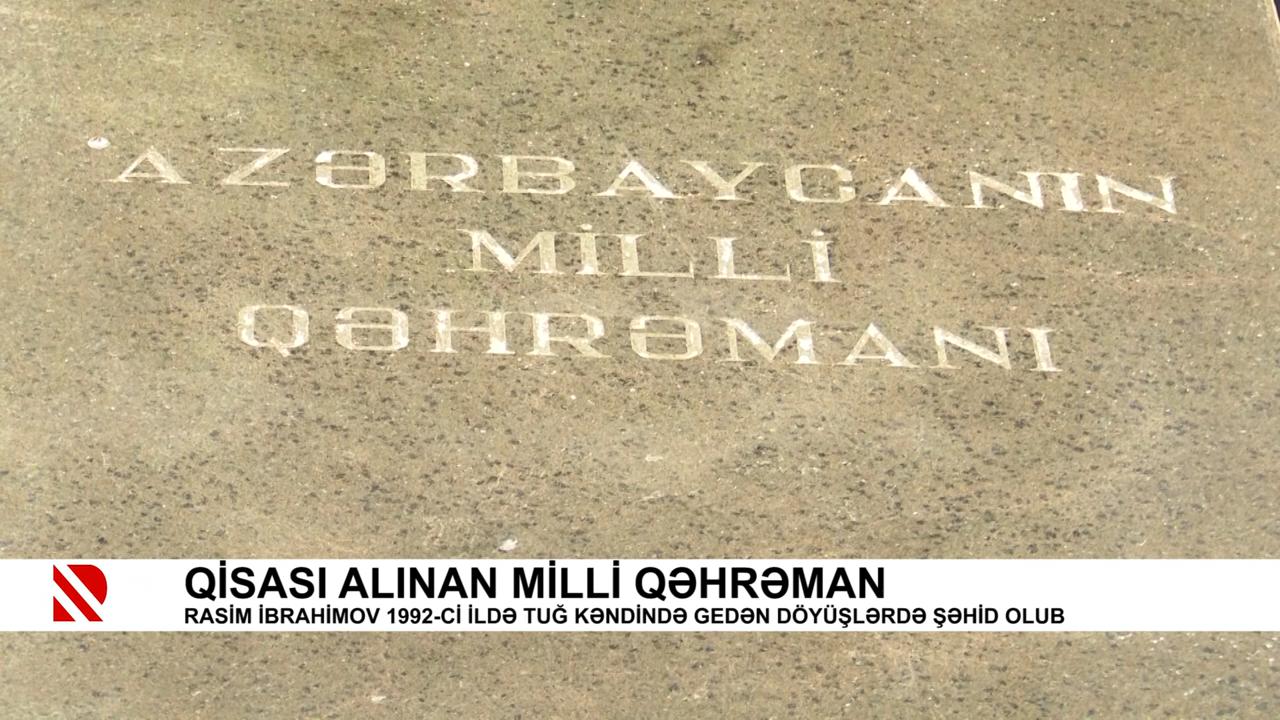 AZƏRBAYCANIN
MİLLİ
QƏHRƏMANI
QİSASI ALINAN MİLLİ QƏHRƏMAN
RASİM İBRAHİMOV 1992-Cİ İLDƏ TUĞ KƏNDİNDƏ GEDƏN DÖYÜŞLƏRDƏ ŞƏHİD OLUB